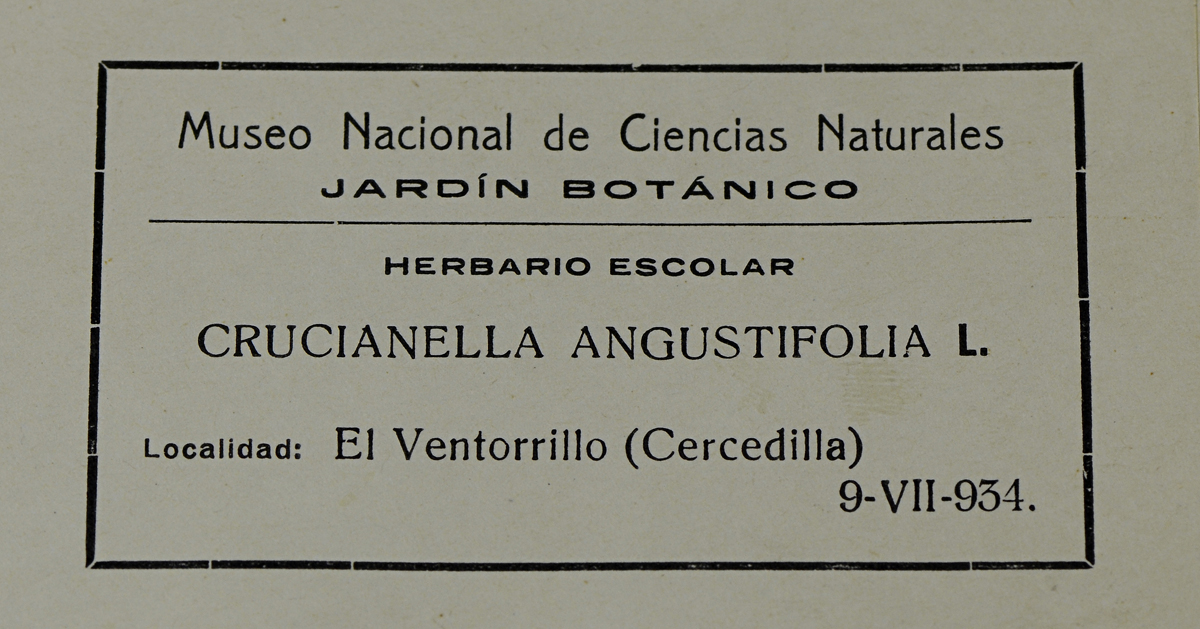 Museo Nacional de Ciencias Naturales
JARDÍN BOTÁNICO
HERBARIO ESCOLAR
CRUCIANELLA ANGUSTIFOLIA L.
Localidad: El Ventorrillo (Cercedilla)
9-VII-934.